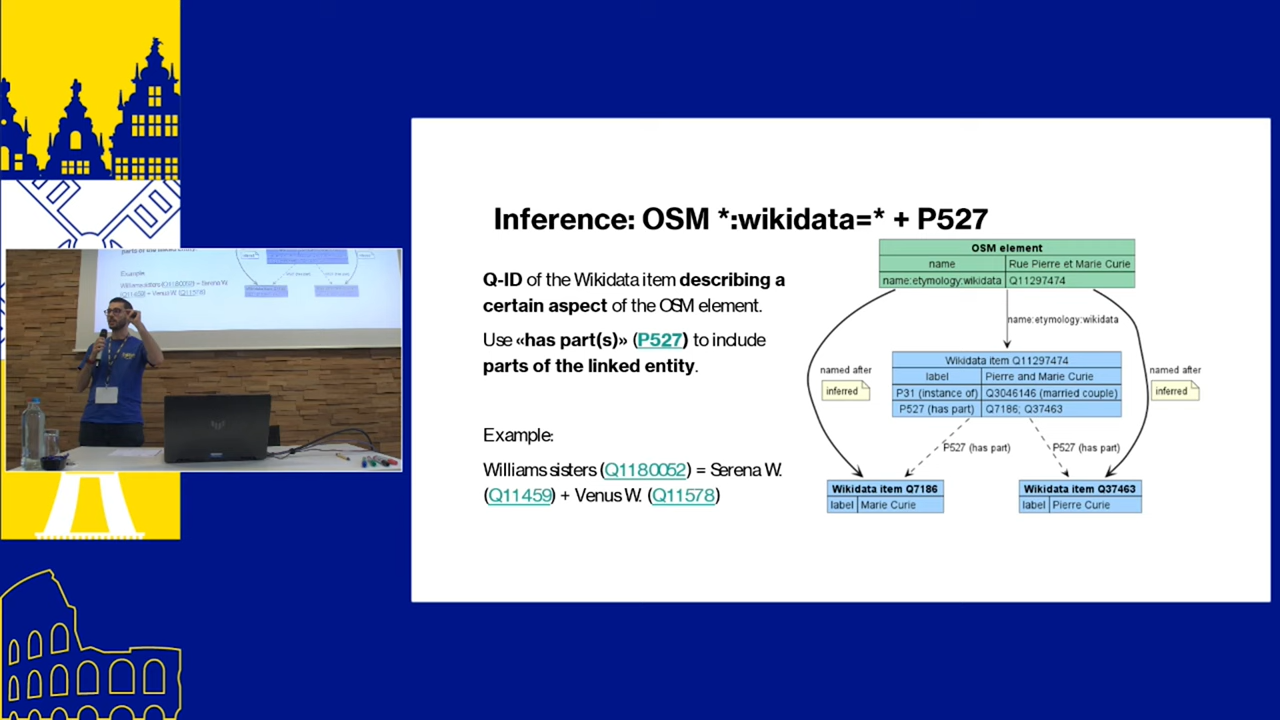 Inference: OSM *:wikidata=* + P527
Q-ID of the Wikidata item describing a
certain aspect of the OSM element.
Use «has part(s)» (P527) to include
parts of the linked entity.
Example:
Williams sisters (Q1180052) = Serena W.
(Q11459) + Venus W. (Q11578)
OSM element
name Rue Pierre et Marie Curie
name:etymology:wikidata Q11297474
name:etymology:wikidata
named after
inferred
named after
inferred
Wikidata item Q11297474
label Pierre and Marie Curie
P31 (instance of) Q3046146 (married couple)
P527 (has part) Q7186; Q37463
P527 (has part)
P527 (has part)
Wikidata item Q7186
label Marie Curie
Wikidata item Q37463
label Pierre Curie
Example: